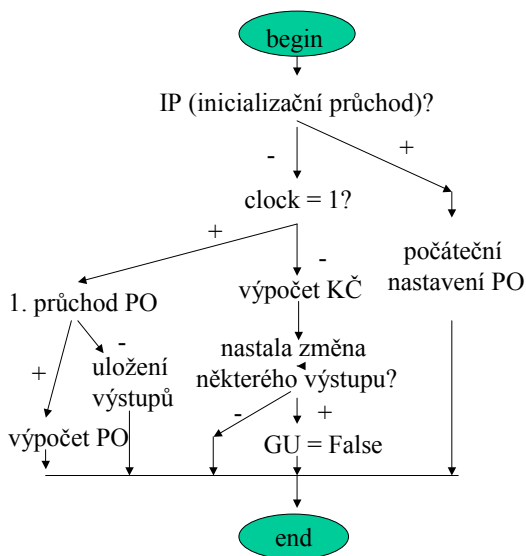 begin
IP (inicializační průchod)?
-
+
clock = 1?
+
-
počáteční
nastavení PO
1. průchod PO
výpočet KČ
+
-
uložení
výstupů
nastala změna
některého výstupu?
-
+
výpočet PO
GU = False
end